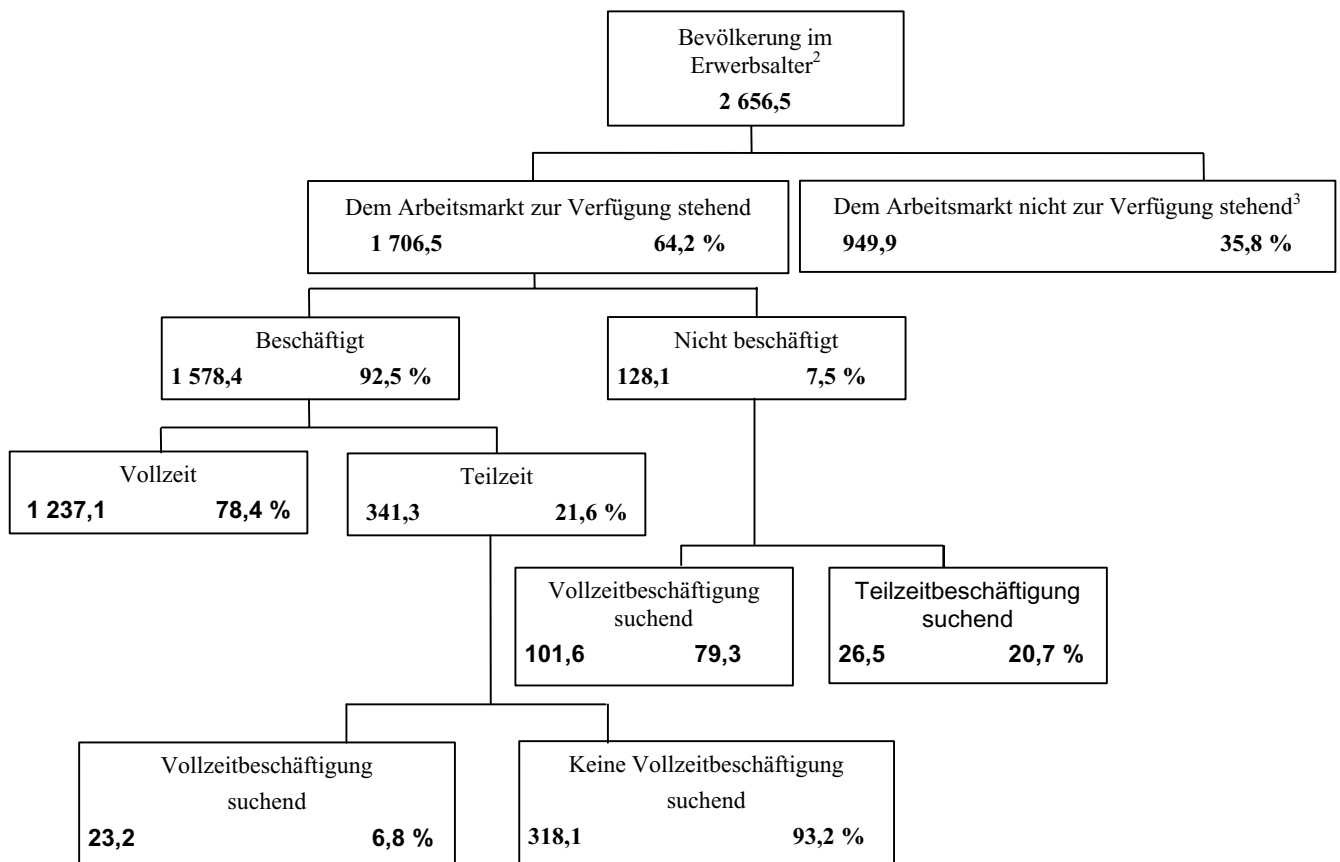 Bevölkerung im
Erwerbsalter²
2 656,5
Dem Arbeitsmarkt zur Verfügung stehend
1 706,5 64,2 %
Dem Arbeitsmarkt nicht zur Verfügung stehend³
949,9 35,8 %
Beschäftigt
1 578,4 92,5 %
Nicht beschäftigt
128,1 7,5 %
Vollzeit
1 237,1 78,4 %
Teilzeit
341,3 21,6 %
Vollzeitbeschäftigung
suchend
101,6 79,3
Teilzeitbeschäftigung
suchend
26,5 20,7 %
Vollzeitbeschäftigung
suchend
23,2 6,8 %
Keine Vollzeitbeschäftigung
suchend
318,1 93,2 %